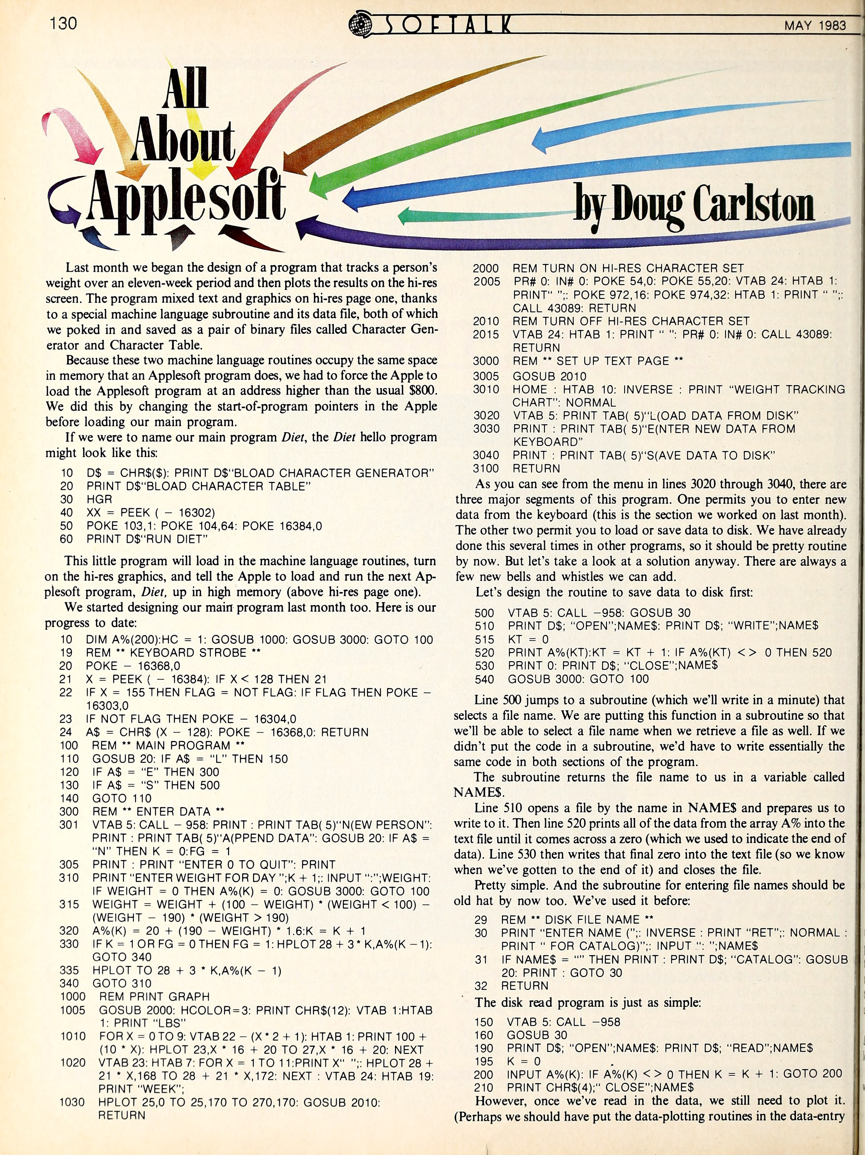 130
SOFTALK
MAY 1983
All
About
Applesoft
by Doug Carlston
Last month we began the design of a program that tracks a person's
weight over an eleven-week period and then plots the results on the hi-res
screen. The program mixed text and graphics on hi-res page one, thanks
to a special machine language subroutine and its data file, both of which
we poked in and saved as a pair of binary files called Character Gen-
erator and Character Table.
Because these two machine language routines occupy the same space
in memory that an Applesoft program does, we had to force the Apple to
load the Applesoft program at an address higher than the usual $800.
We did this by changing the start-of-program pointers in the Apple
before loading our main program.
If we were to name our main program Diet, the Diet hello program
might look like this:
10 D$ = CHR$($): PRINT D$"BLOAD CHARACTER GENERATOR"
20 PRINT D$"BLOAD CHARACTER TABLE"
30 HGR
40 XX = PEEK ( - 16302)
50 POKE 103,1: POKE 104,64: POKE 16384,0
60 PRINT D$"RUN DIET"
This little program will load in the machine language routines, turn
on the hi-res graphics, and tell the Apple to load and run the next Ap-
plesoft program, Diet, up in high memory (above hi-res page one).
We started designing our main program last month too. Here is our
progress to date:
10 DIM A%(200):HC = 1: GOSUB 1000: GOSUB 3000: GOTO 100
19 REM ** KEYBOARD STROBE **
20 POKE - 16368,0
21 X = PEEK ( - 16384): IF X < 128 THEN 21
22 IF X = 155 THEN FLAG = NOT FLAG: IF FLAG THEN POKE -
16303,0
23 IF NOT FLAG THEN POKE - 16304,0
24 A$ = CHR$ (X - 128): POKE - 16368,0: RETURN
100 REM ** MAIN PROGRAM **
110 GOSUB 20: IF A$ = "L" THEN 150
120 IF A$ = "E" THEN 300
130 IF A$ = "S" THEN 500
140 GOTO 110
300 REM ** ENTER DATA **
301 VTAB 5: CALL - 958: PRINT : PRINT TAB( 5)"N(EW PERSON":
PRINT : PRINT TAB( 5)"A(PPEND DATA": GOSUB 20: IF A$ =
"N" THEN K = 0:FG = 1
305 PRINT : PRINT "ENTER 0 TO QUIT": PRINT
310 PRINT "ENTER WEIGHT FOR DAY ";K + 1;: INPUT ":";WEIGHT:
IF WEIGHT = 0 THEN A%(K) = 0: GOSUB 3000: GOTO 100
315 WEIGHT = WEIGHT + (100 - WEIGHT) * (WEIGHT < 100) -
(WEIGHT - 190) * (WEIGHT > 190)
320 A%(K) = 20 + (190 - WEIGHT) * 1.6:K = K + 1
330 IF K = 1 OR FG = 0 THEN FG = 1: HPLOT 28 + 3 * K,A%(K - 1):
GOTO 340
335 HPLOT TO 28 + 3 * K,A%(K - 1)
340 GOTO 310
1000 REM PRINT GRAPH
1005 GOSUB 2000: HCOLOR=3: PRINT CHR$(12): VTAB 1:HTAB
1: PRINT "LBS"
1010 FOR X = 0 TO 9: VTAB 22 - (X * 2 + 1): HTAB 1: PRINT 100 +
(10 * X): HPLOT 23,X * 16 + 20 TO 27,X * 16 + 20: NEXT
1020 VTAB 23: HTAB 7: FOR X = 1 TO 11:PRINT X" ";: HPLOT 28 +
21 * X,168 TO 28 + 21 * X,172: NEXT : VTAB 24: HTAB 19:
PRINT "WEEK";
1030 HPLOT 25,0 TO 25,170 TO 270,170: GOSUB 2010:
RETURN
2000 REM TURN ON HI-RES CHARACTER SET
2005 PR# 0: IN# 0: POKE 54,0: POKE 55,20: VTAB 24: HTAB 1:
PRINT" ";: POKE 972,16: POKE 974,32: HTAB 1: PRINT " ";:
CALL 43089: RETURN
2010 REM TURN OFF HI-RES CHARACTER SET
2015 VTAB 24: HTAB 1: PRINT " ": PR# 0: IN# 0: CALL 43089:
RETURN
3000 REM ** SET UP TEXT PAGE **
3005 GOSUB 2010
3010 HOME : HTAB 10: INVERSE : PRINT "WEIGHT TRACKING
CHART": NORMAL
3020 VTAB 5: PRINT TAB( 5)"L(OAD DATA FROM DISK"
3030 PRINT : PRINT TAB( 5)"E(NTER NEW DATA FROM
KEYBOARD"
3040 PRINT : PRINT TAB( 5)"S(AVE DATA TO DISK"
3100 RETURN
As you can see from the menu in lines 3020 through 3040, there are
three major segments of this program. One permits you to enter new
data from the keyboard (this is the section we worked on last month).
The other two permit you to load or save data to disk. We have already
done this several times in other programs, so it should be pretty routine
by now. But let's take a look at a solution anyway. There are always a
few new bells and whistles we can add.
Let's design the routine to save data to disk first:
500 VTAB 5: CALL -958: GOSUB 30
510 PRINT D$; "OPEN";NAME$: PRINT D$; "WRITE";NAME$
515 KT = 0
520 PRINT A%(KT):KT = KT + 1: IF A%(KT) <> 0 THEN 520
530 PRINT 0: PRINT D$; "CLOSE";NAME$
540 GOSUB 3000: GOTO 100
Line 500 jumps to a subroutine (which we'll write in a minute) that
selects a file name. We are putting this function in a subroutine so that
we'll be able to select a file name when we retrieve a file as well. If we
didn't put the code in a subroutine, we'd have to write essentially the
same code in both sections of the program.
The subroutine returns the file name to us in a variable called
NAME$.
Line 510 opens a file by the name in NAME$ and prepares us to
write to it. Then line 520 prints all of the data from the array A% into the
text file until it comes across a zero (which we used to indicate the end of
data). Line 530 then writes that final zero into the text file (so we know
when we've gotten to the end of it) and closes the file.
Pretty simple. And the subroutine for entering file names should be
old hat by now too. We've used it before:
29 REM ** DISK FILE NAME **
30 PRINT "ENTER NAME (";: INVERSE : PRINT "RET";: NORMAL :
PRINT " FOR CATALOG)";: INPUT ": ";NAME$
31 IF NAME$ = "" THEN PRINT : PRINT D$; "CATALOG": GOSUB
20: PRINT : GOTO 30
32 RETURN
The disk read program is just as simple:
150 VTAB 5: CALL -958
160 GOSUB 30
190 PRINT D$; "OPEN";NAME$: PRINT D$; "READ";NAME$
195 K = 0
200 INPUT A%(K): IF A%(K) <> 0 THEN K = K + 1: GOTO 200
210 PRINT CHR$(4);" CLOSE";NAME$
However, once we've read in the data, we still need to plot it.
(Perhaps we should have put the data-plotting routines in the data-entry